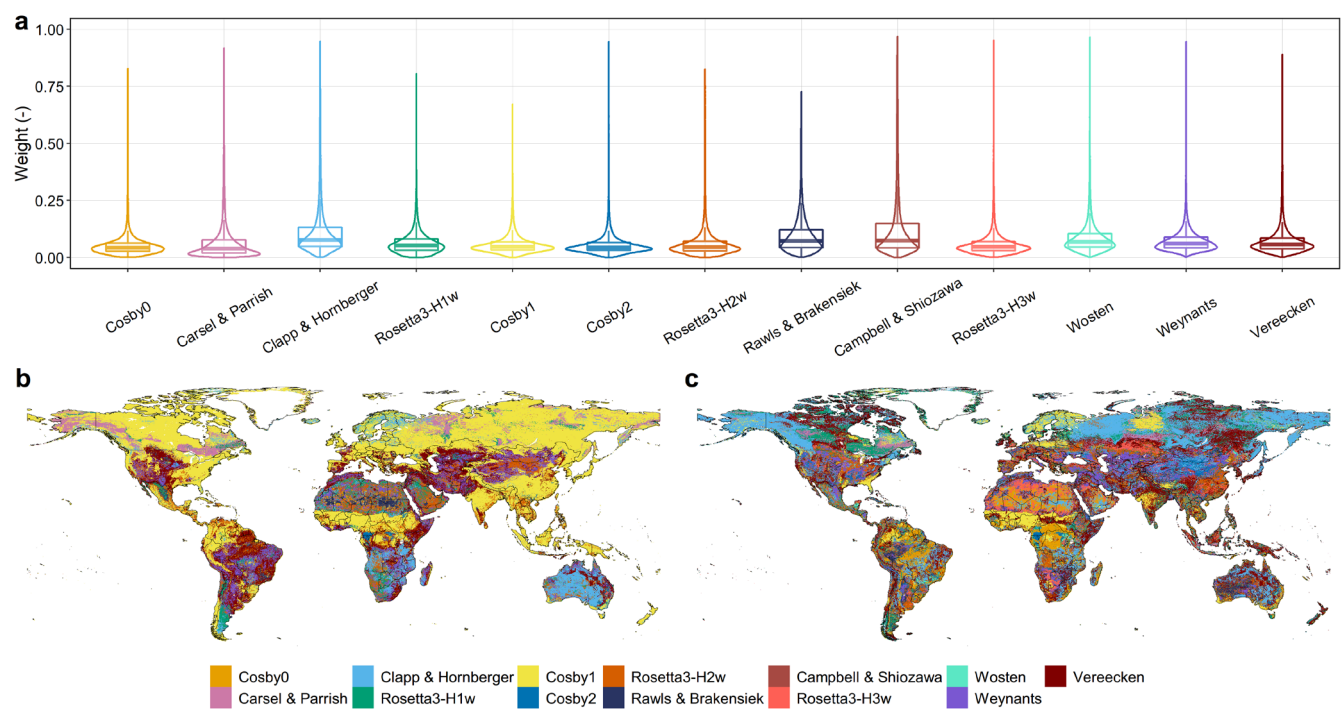 a
1.00
0.75
0.50
0.25
0.00
Weight (-)
Cosby0
Carsel & Parrish
Clapp & Hornberger
Rosetta3-H1w
Cosby1
Cosby2
Rosetta3-H2w
Rawls & Brakensiek
Campbell & Shiozawa
Rosetta3-H3w
Wosten
Weynants
Vereecken
b
c
Cosby0 Clapp & Hornberger Cosby1 Rosetta3-H2w Campbell & Shiozawa Wosten Vereecken
Carsel & Parrish Rosetta3-H1w Cosby2 Rawls & Brakensiek Rosetta3-H3w Weynants